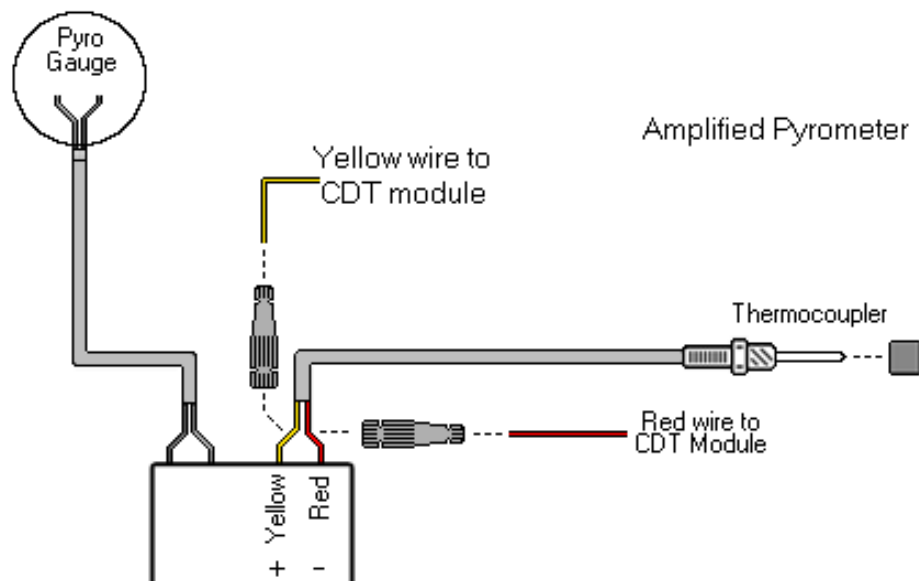 Pyro
Gauge
Amplified Pyrometer
Yellow wire to
CDT module
Thermocoupler
Red wire to
CDT Module
Yellow
Red
+ -